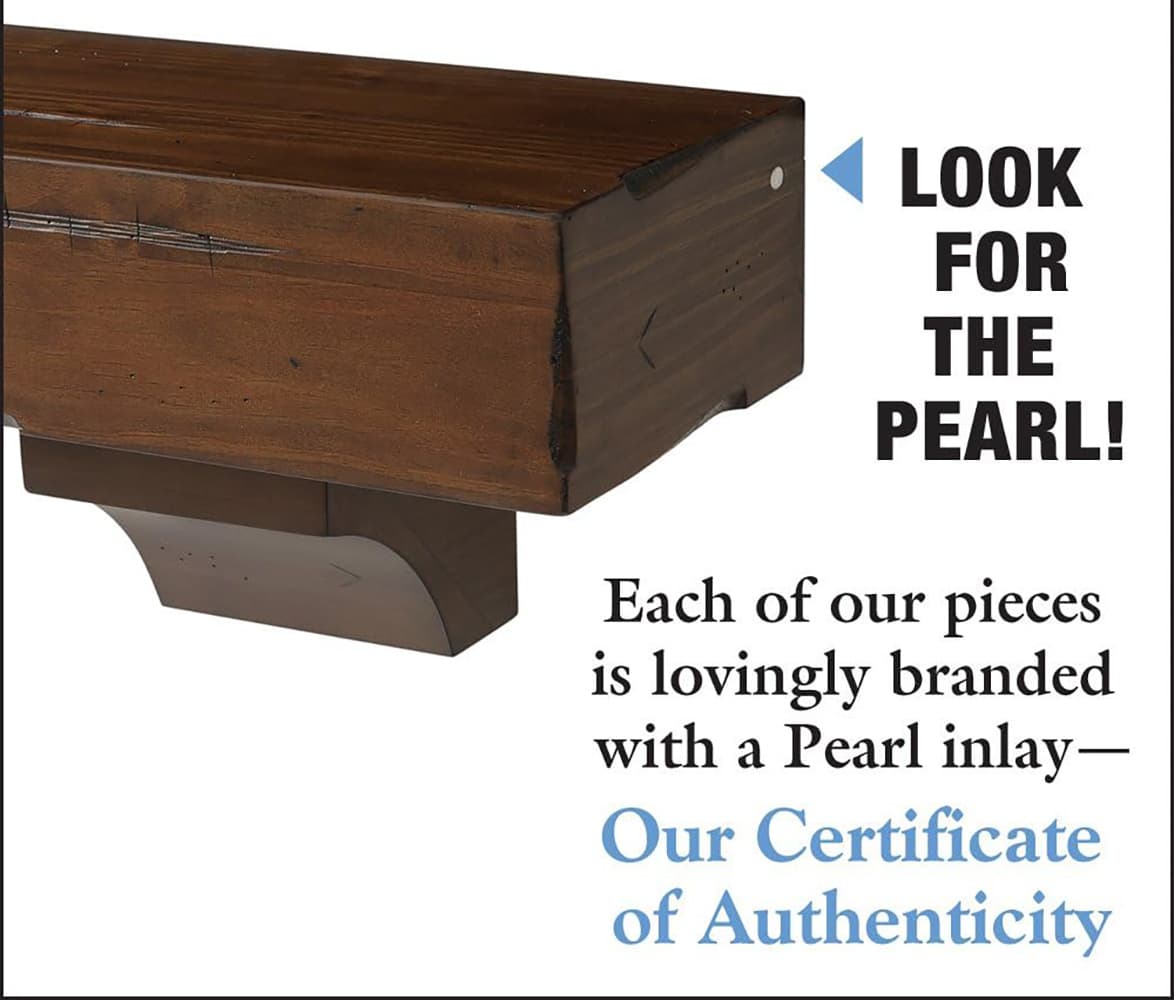 LOOK
FOR
THE
PEARL!
Each of our pieces
is lovingly branded
with a Pearl inlay—
Our Certificate
of Authenticity